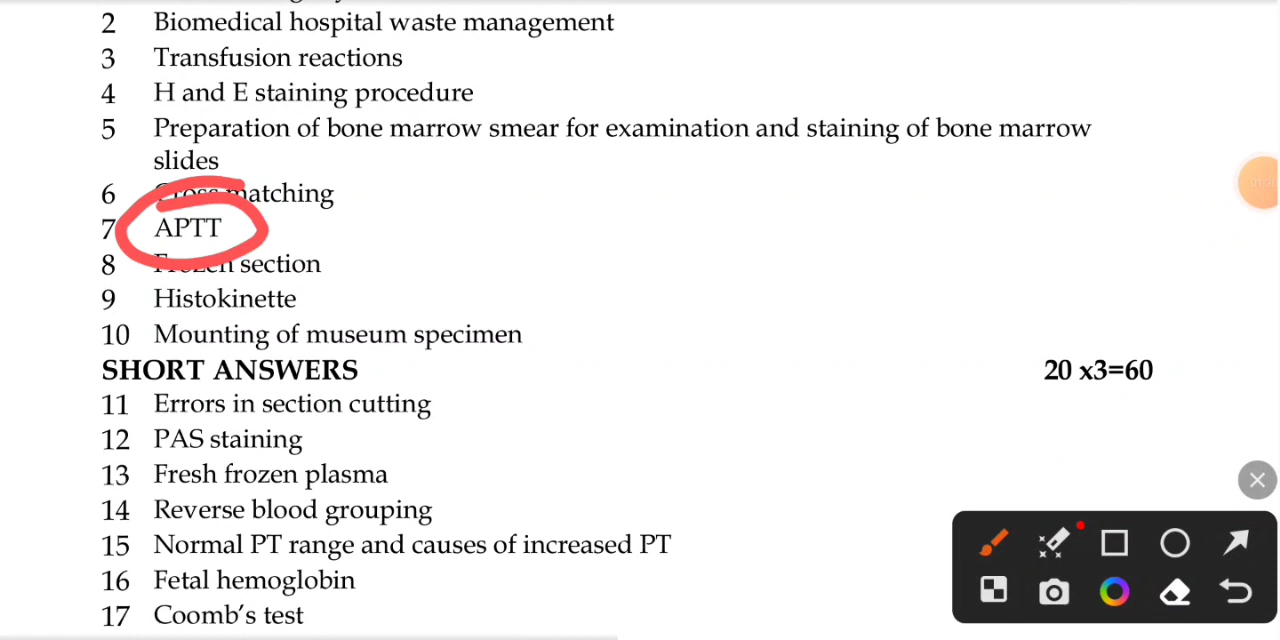 2 Biomedical hospital waste management
3 Transfusion reactions
4 H and E staining procedure
5 Preparation of bone marrow smear for examination and staining of bone marrow
slides
6 Cross matching
7 APTT
8 Frozen section
9 Histokinette
10 Mounting of museum specimen
SHORT ANSWERS 20 x3=60
11 Errors in section cutting
12 PAS staining
13 Fresh frozen plasma
14 Reverse blood grouping
15 Normal PT range and causes of increased PT
16 Fetal hemoglobin
17 Coomb's test